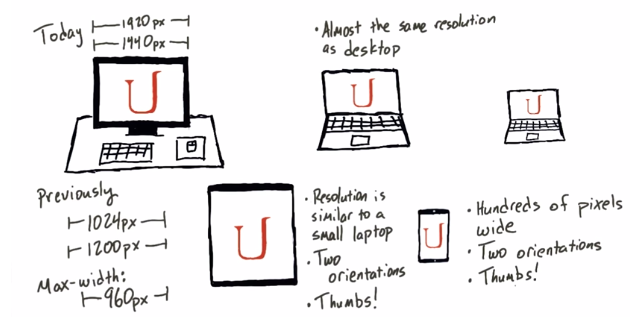 Today 1920px
1440px
U
• Almost the same resolution
as desktop
U
U
Previously
1024px
1200px
Max-width:
960px
U
• Resolution is
similar to a
small laptop
• Two
orientations
• Thumbs!
U
• Hundreds of pixels
wide
• Two orientations
• Thumbs!